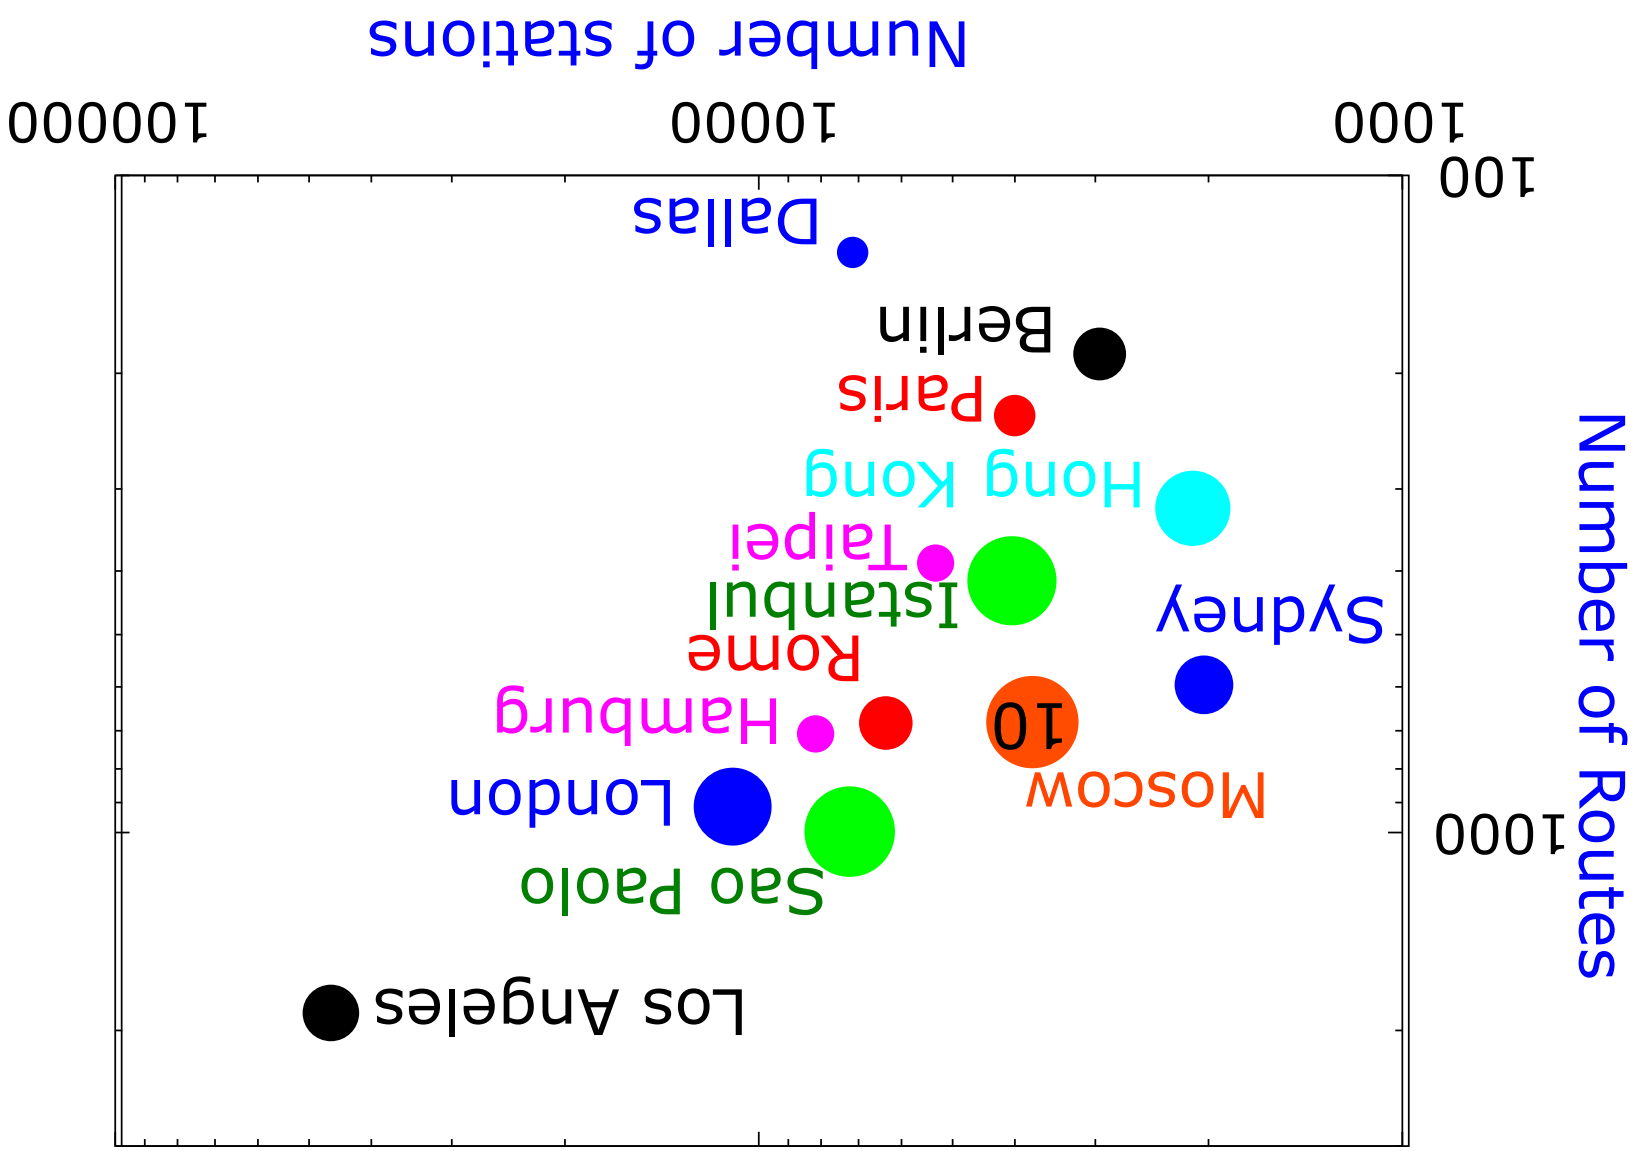 Los Angeles
Sao Paolo
1000
London
Moscow
Hamburg
10
Rome
Sydney
Istanbul
Taipei
Hong Kong
Paris
Berlin
Dallas
100
1000
10000
100000
Number of stations
Number of Routes